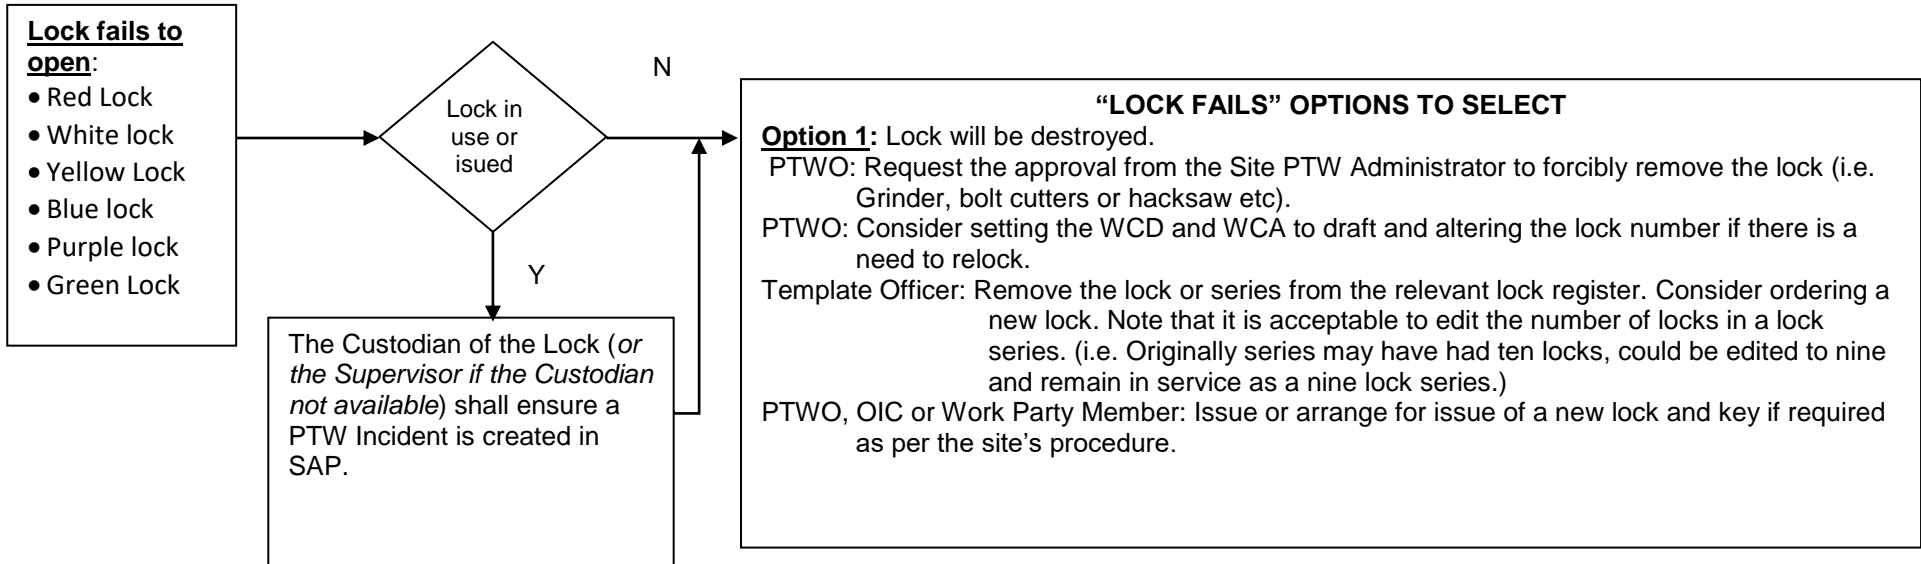 Lock fails to
open:
• Red Lock
• White lock
• Yellow Lock
• Blue lock
• Purple lock
• Green Lock
Lock in
use or
isued
N
Y
The Custodian of the Lock (or
the Supervisor if the Custodian
not available) shall ensure a
PTW Incident is created in
SAP.
“LOCK FAILS” OPTIONS TO SELECT
Option 1: Lock will be destroyed.
PTWO: Request the approval from the Site PTW Administrator to forcibly remove the lock (i.e.
Grinder, bolt cutters or hacksaw etc).
PTWO: Consider setting the WCD and WCA to draft and altering the lock number if there is a
need to relock.
Template Officer: Remove the lock or series from the relevant lock register. Consider ordering a
new lock. Note that it is acceptable to edit the number of locks in a lock
series. (i.e. Originally series may have had ten locks, could be edited to nine
and remain in service as a nine lock series.)
PTWO, OIC or Work Party Member: Issue or arrange for issue of a new lock and key if required
as per the site’s procedure.